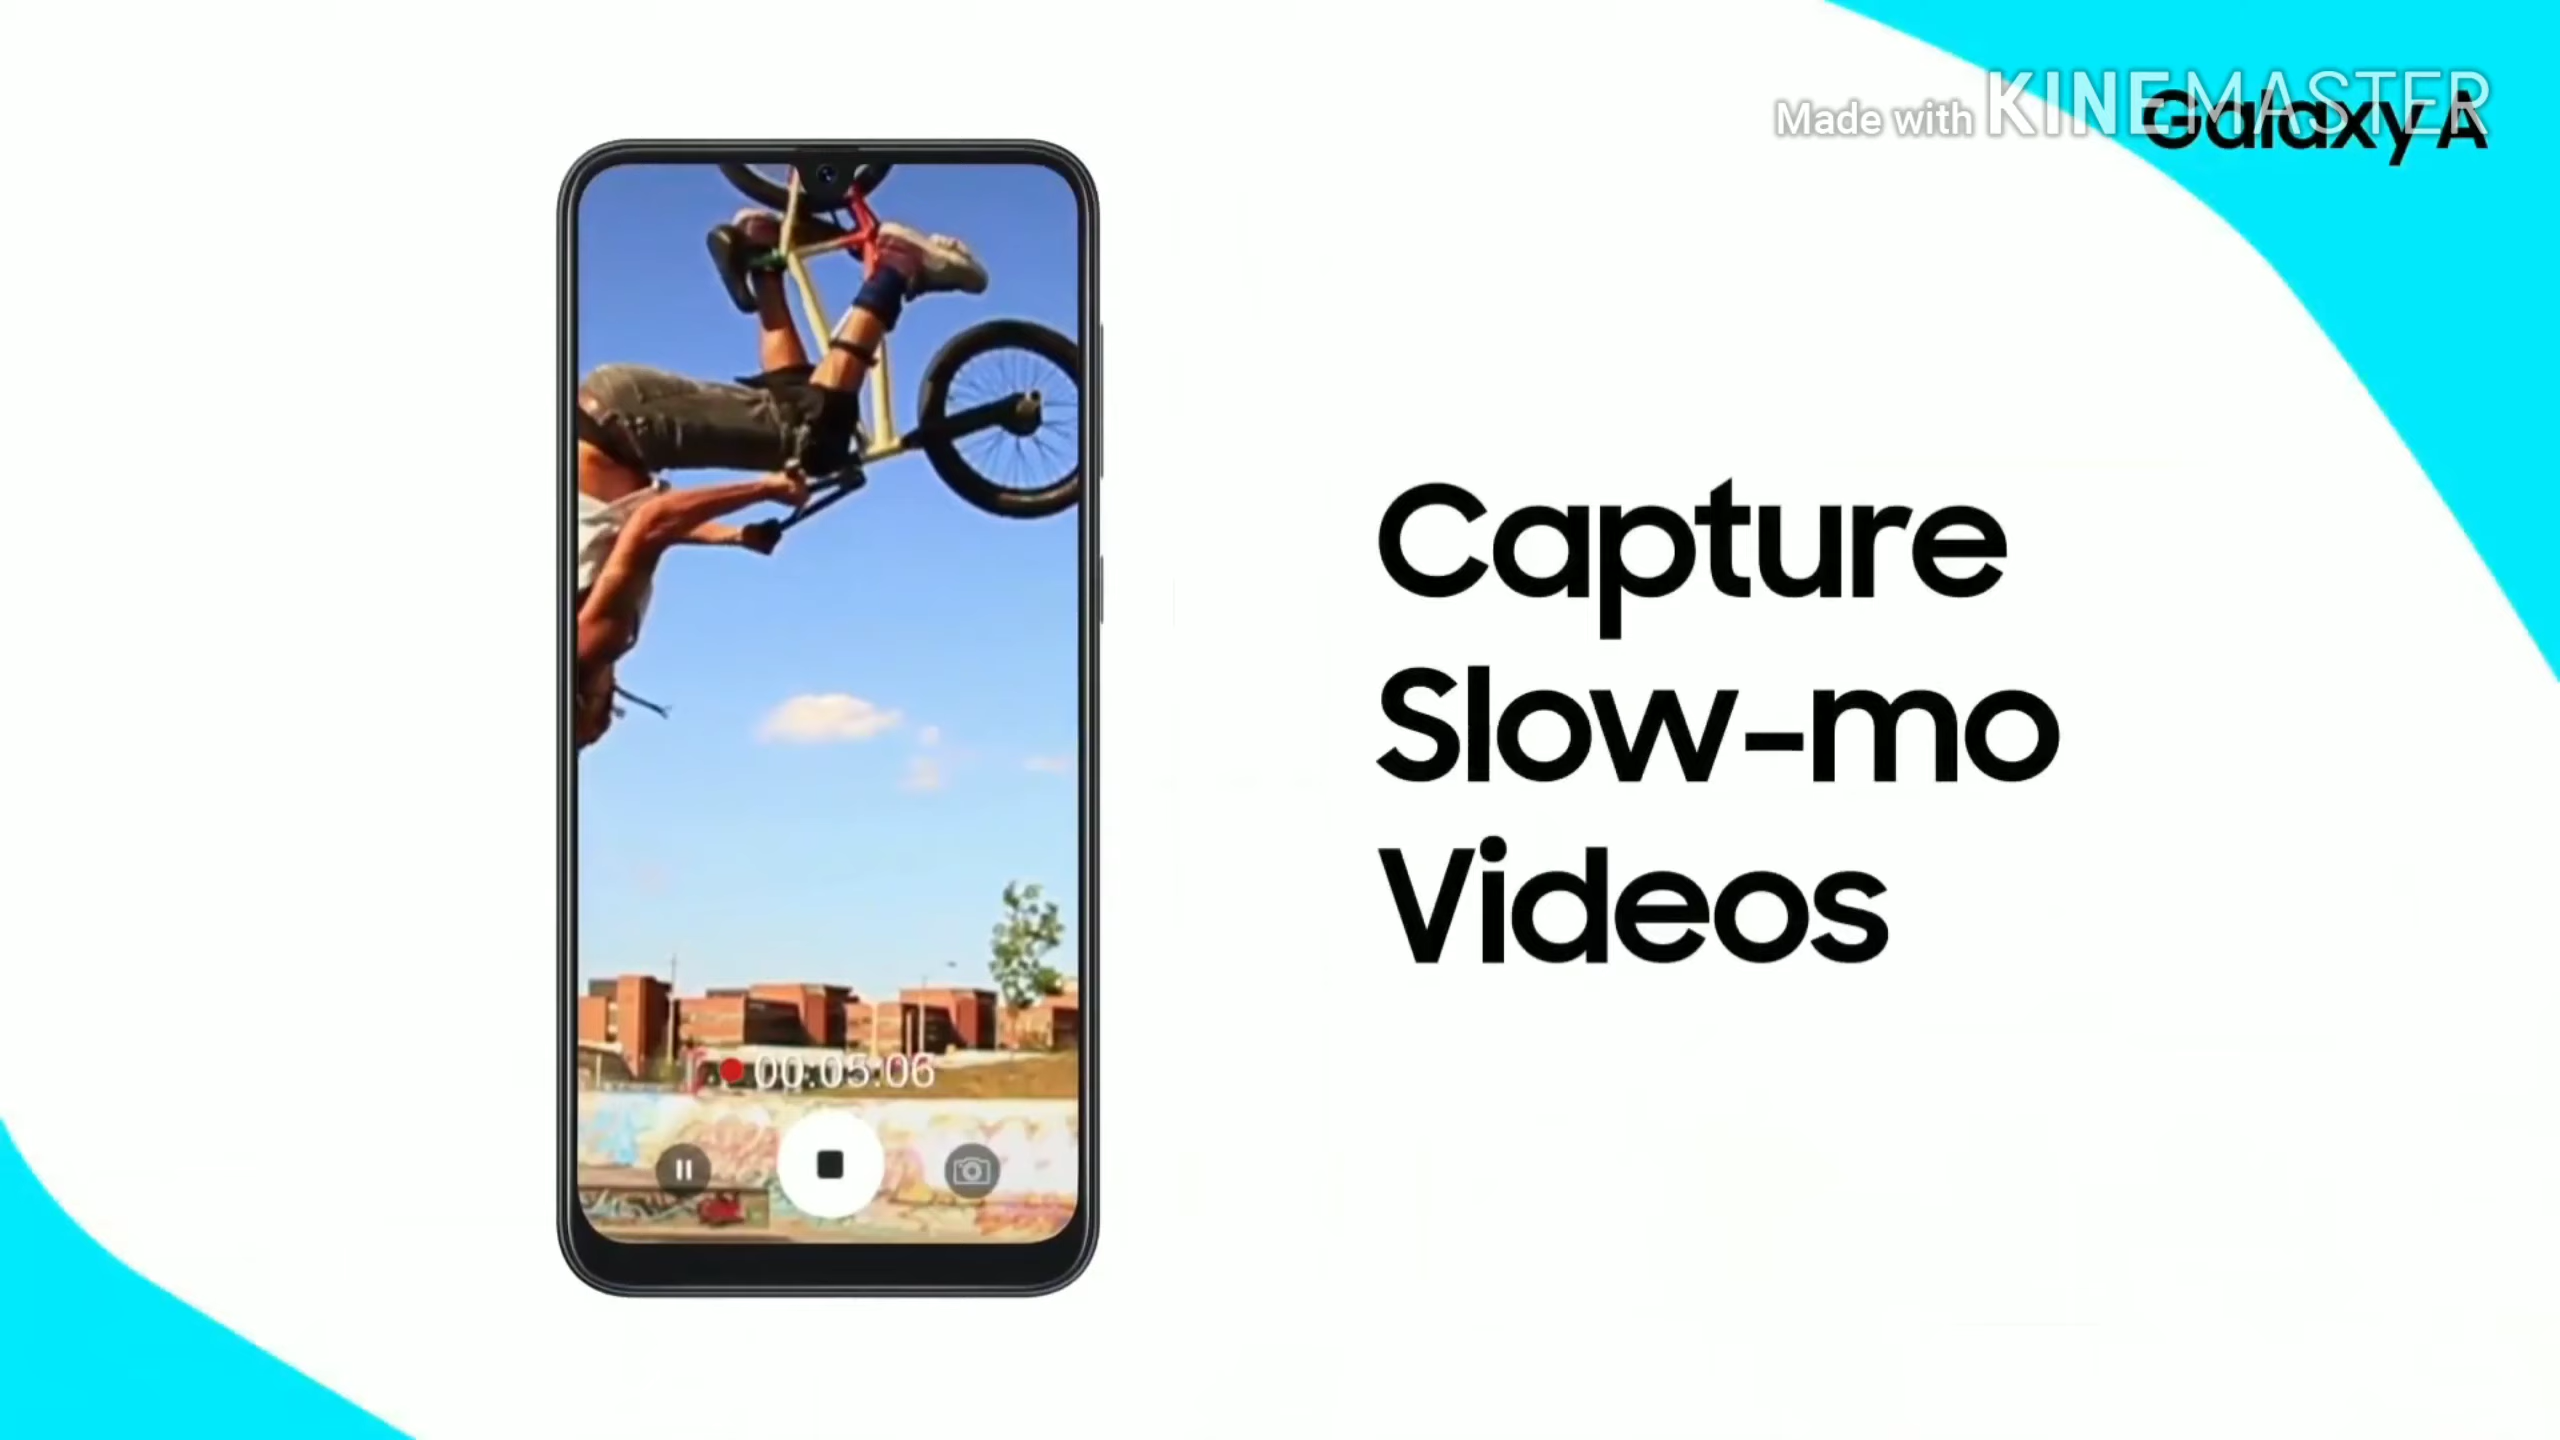 Made with KINEMASTER
Galaxy A
Capture
Slow-mo
Videos
00:05:06